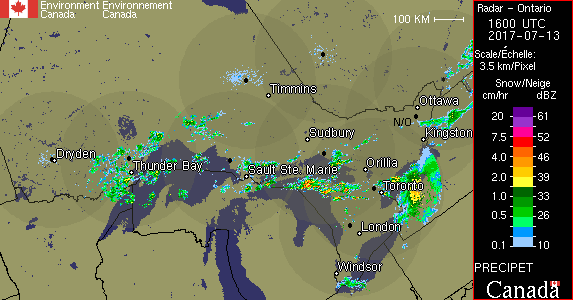 Environment Environnement
Canada Canada
100 KM
Timmins
Ottawa
N/O
Kingston
Sudbury
Dryden
Thunder Bay
Sault Ste. Marie
Orillia
Toronto
London
Windsor
Radar - Ontario
1600 UTC
2017-07-13
Scale/Échelle:
3.5 km/Pixel
Snow/Neige
cm/hr dBZ
20 61
7.5 52
4.0 46
2.0 39
1.0 33
0.5 26
0.1 10
PRECIPET
Canada